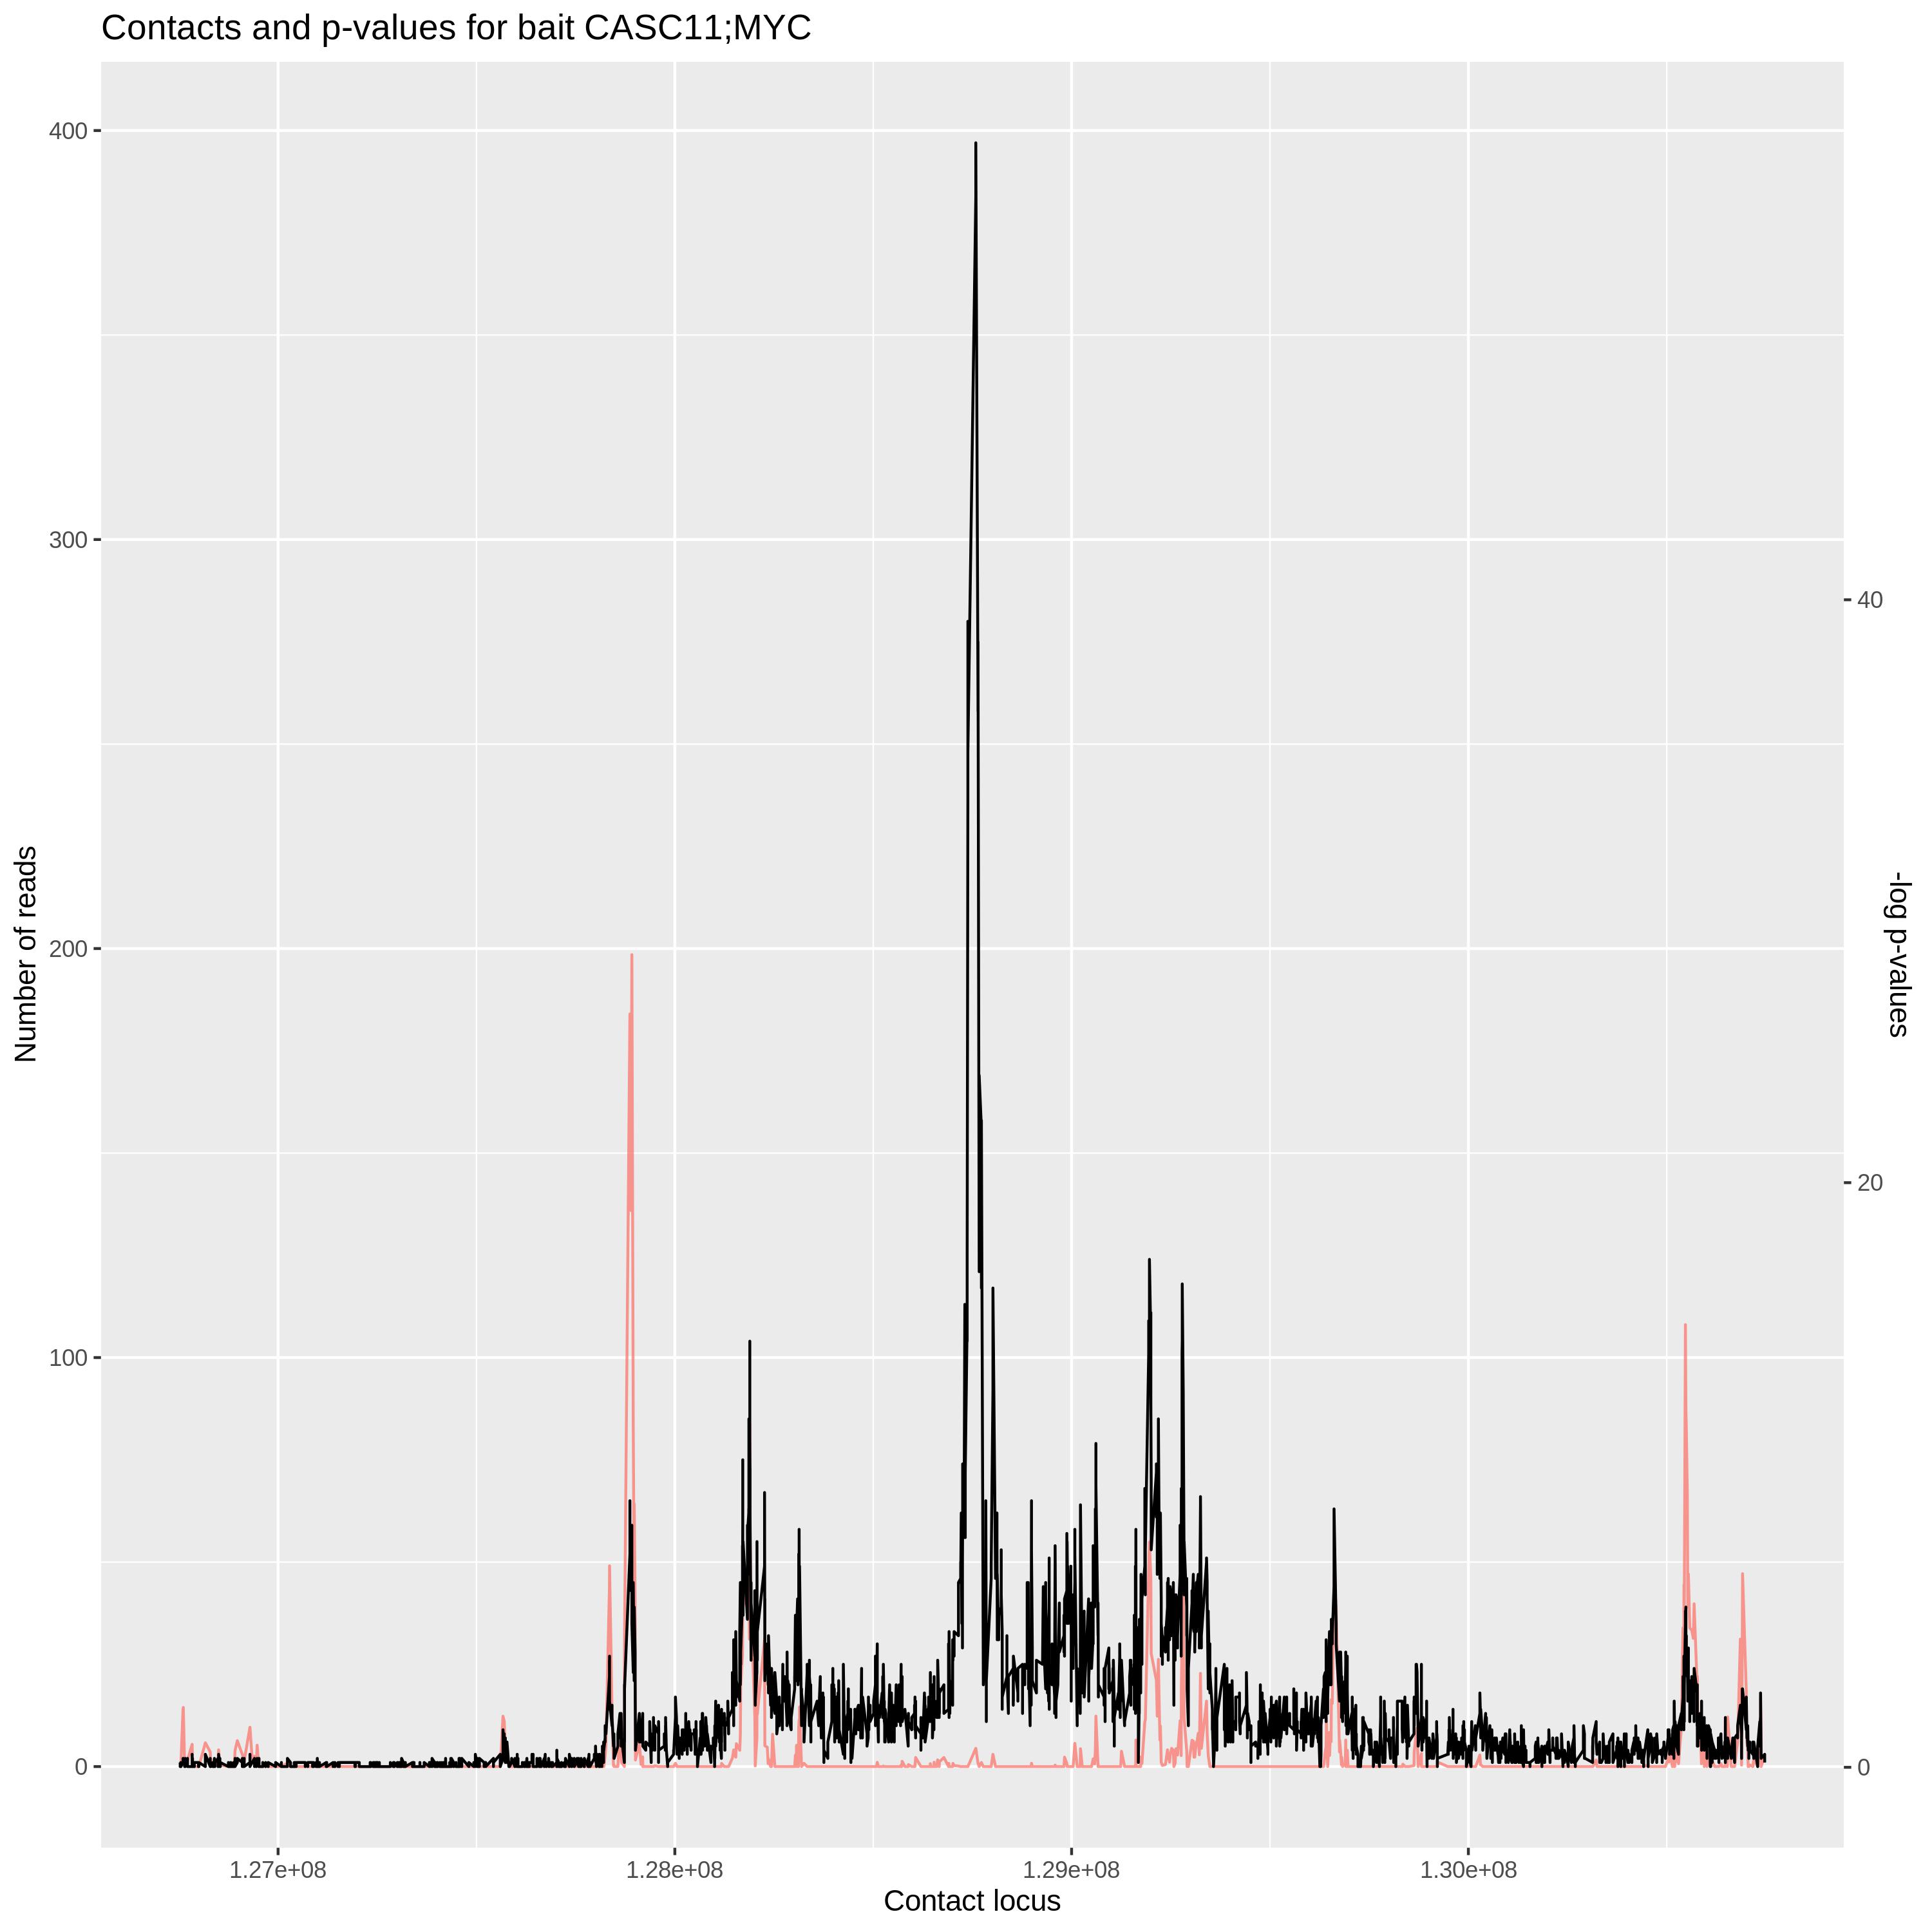 Contacts and p-values for bait CASC11;MYC
400
300
200
100
0
Number of reads
40
20
0
-log p-values
1.27e+08
1.28e+08
1.29e+08
1.30e+08
Contact locus